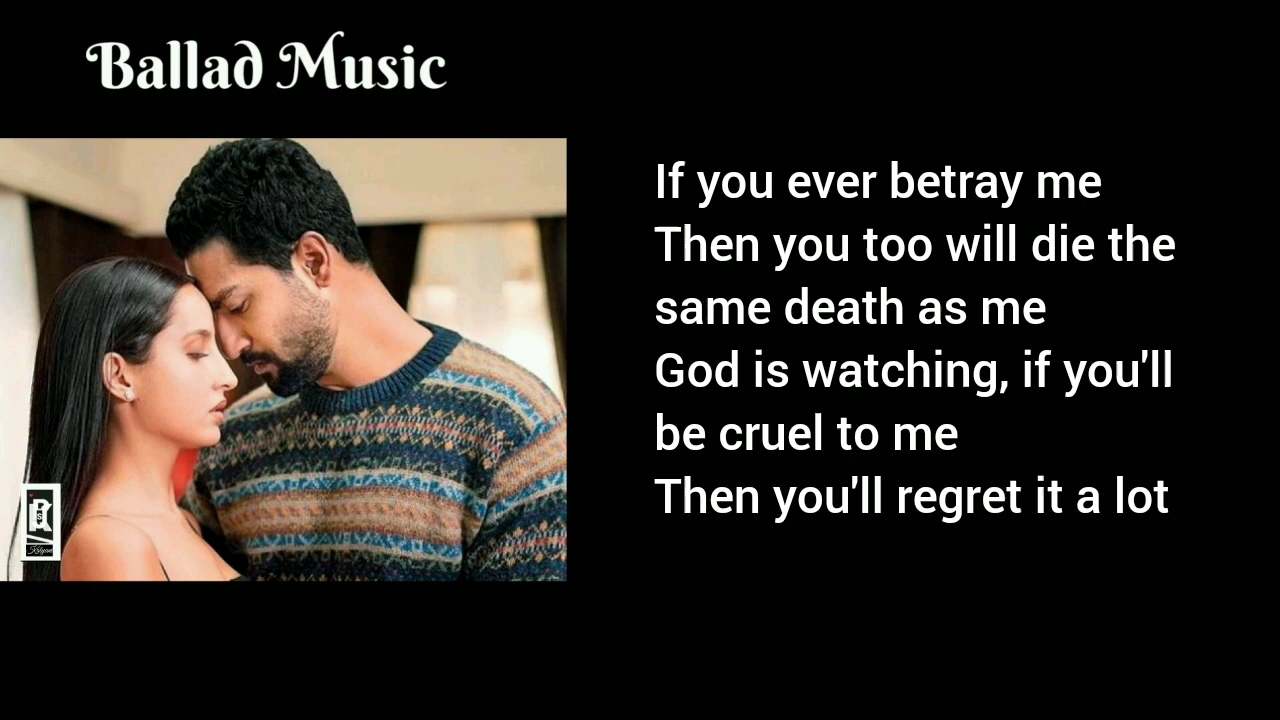 Ballad Music
If you ever betray me
Then you too will die the
same death as me
God is watching, if you'll
be cruel to me
Then you'll regret it a lot